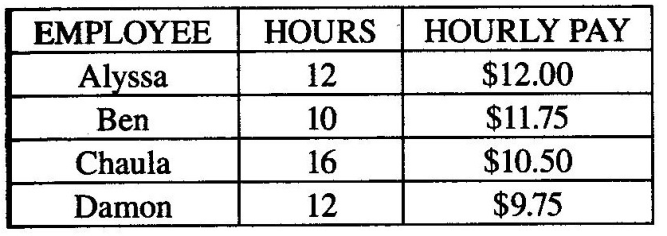 EMPLOYEE HOURS HOURLY PAY
Alyssa 12 $12.00
Ben 10 $11.75
Chaula 16 $10.50
Damon 12 $9.75